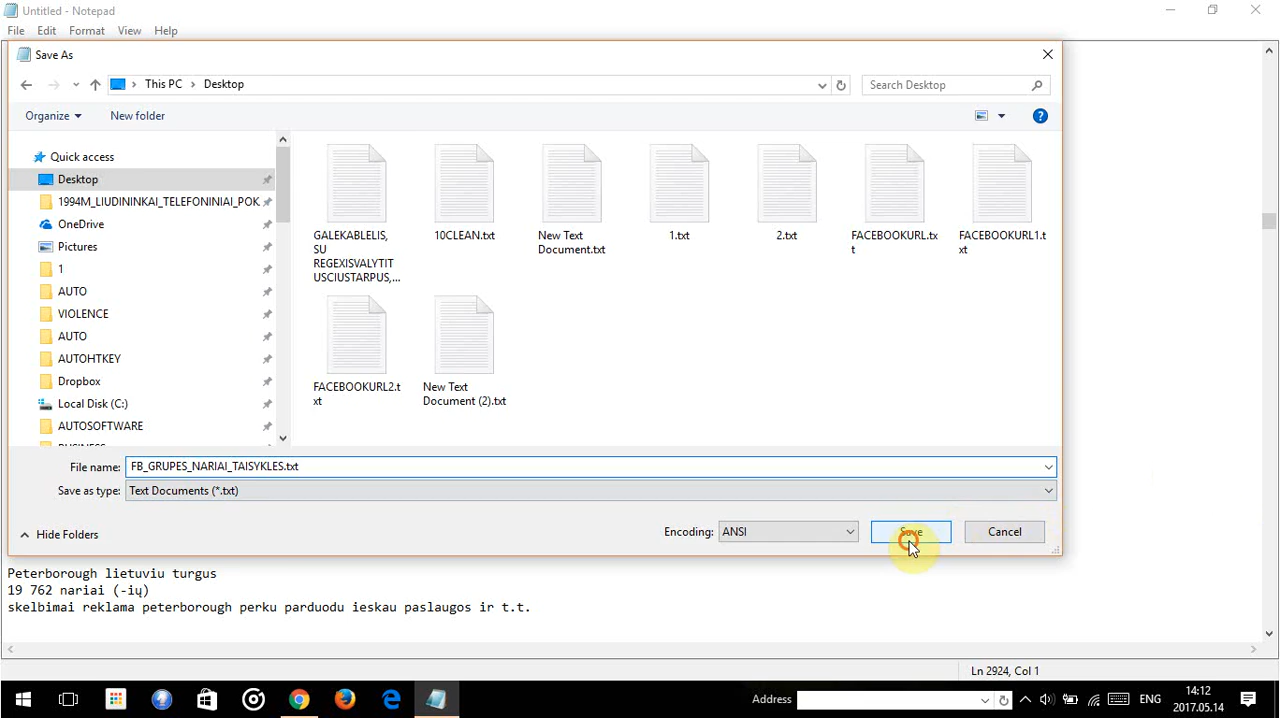 Untitled - Notepad
File Edit Format View Help
Save As
This PC > Desktop
Search Desktop
Organize
New folder
Quick access
Desktop
1994M_LIUDININKAI_TELEFONINIAI_POK
OneDrive
Pictures
1
AUTO
VIOLENCE
AUTO
AUTOHTKEY
Dropbox
Local Disk (C:)
AUTOSOFTWARE
BUSINESS
GALEKABLELIS,
SU
REGEXISVALYTIT
USCIUSTARPUS,...
10CLEAN.txt
New Text
Document.txt
1.txt
2.txt
FACEBOOKURL.tx
t
FACEBOOKURL1.t
xt
FACEBOOKURL2.t
xt
New Text
Document (2).txt
File name: FB_GRUPES_NARIAI_TAISYKLES.txt
Save as type: Text Documents (*.txt)
Hide Folders
Encoding: ANSI
Save
Cancel
Peterborough lietuviu turgus
19 762 nariai (-ių)
skelbimai reklama peterborough perku parduodu ieskau paslaugos ir t.t.
Ln 2924, Col 1
Address
ENG
14:12
2017.05.14